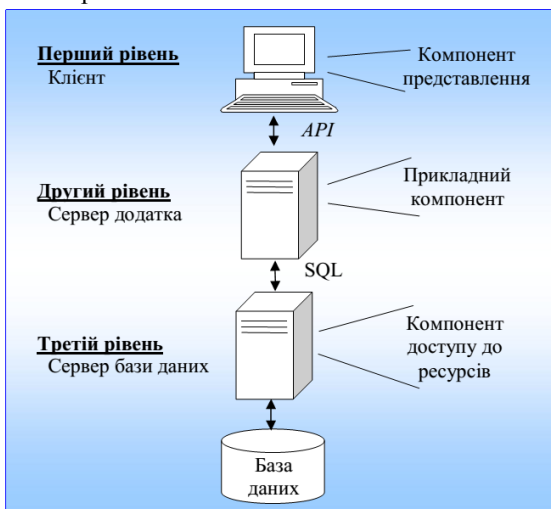 Перший рівень
Клієнт
Компонент
представлення
API
Другий рівень
Сервер додатка
Прикладний
компонент
SQL
Третій рівень
Сервер бази даних
Компонент
доступу до
ресурсів
База
даних